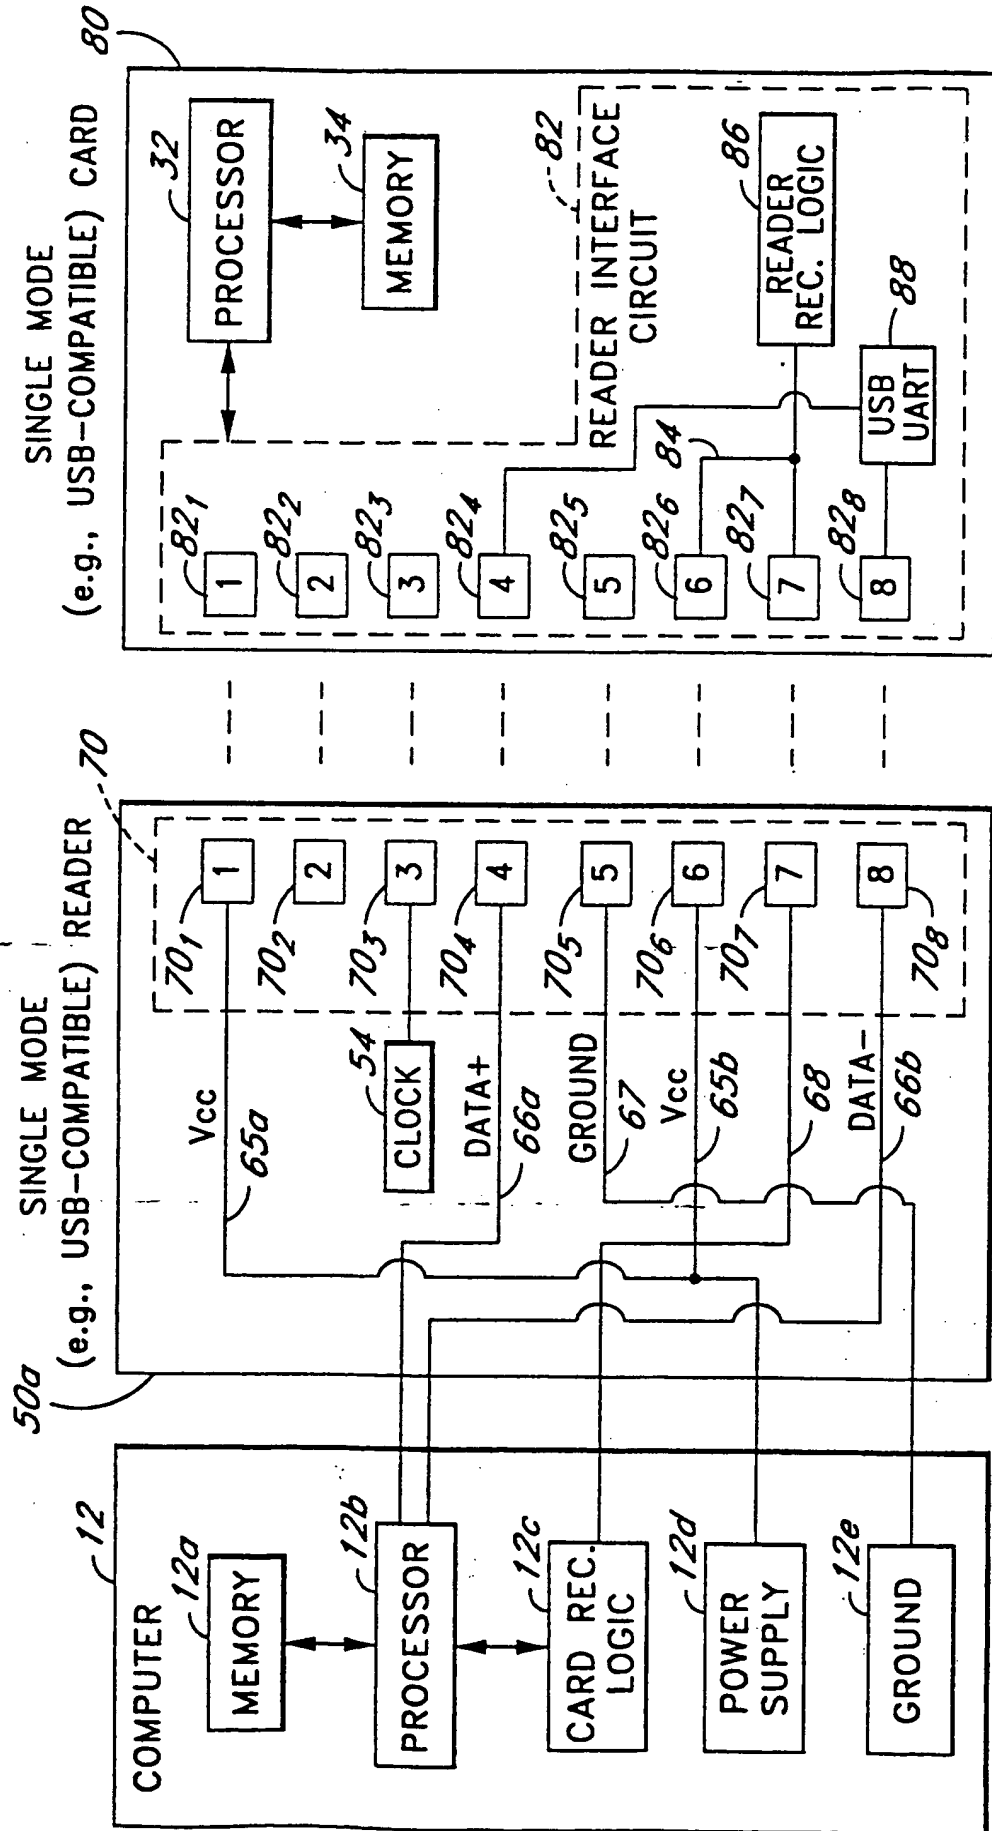 COMPUTER
12
MEMORY
12a
PROCESSOR
12b
CARD REC.
LOGIC
12c
POWER
SUPPLY
12d
GROUND
12e
SINGLE MODE
(e.g., USB-COMPATIBLE) READER
50a
70
Vcc
65a
CLOCK
54
DATA+
66a
GROUND
67
Vcc
65b
68
DATA-
66b
701
1
702
2
703
3
704
4
705
5
706
6
707
7
708
8
SINGLE MODE
(e.g., USB-COMPATIBLE) CARD
80
821
1
822
2
823
3
824
4
825
5
826
6
827
7
828
8
PROCESSOR
32
MEMORY
34
READER INTERFACE
CIRCUIT
82
84
READER
REC. LOGIC
86
USB
UART
88